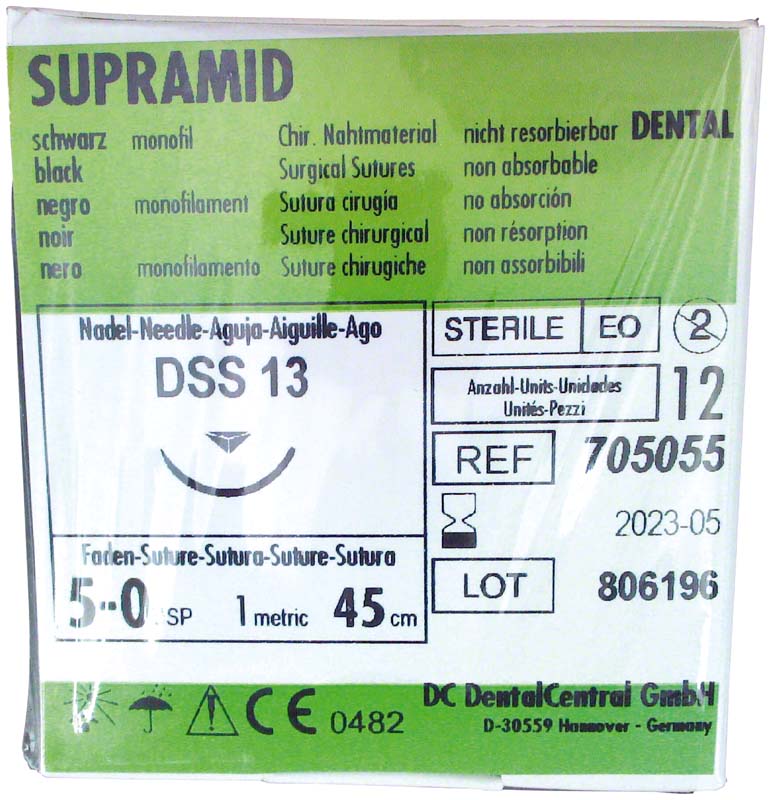 SUPRAMID
schwarz monofil Chir. Nahtmaterial nicht resorbierbar DENTAL
black Surgical Sutures non absorbable
negro monofilament Sutura cirugía no absorción
noir Suture chirurgical non résorption
nero monofilamento Suture chirugiche non assorbibili
Nadel-Needle-Aguja-Aiguille-Ago
DSS 13
STERILE EO 2
Anzahl-Units-Unidades
Unités-Pezzi
12
REF 705055
2023-05
LOT 806196
Faden-Suture-Sutura-Suture-Sutura
5-0 1 metric 45 cm
CE 0482
DC DentalCentral GmbH
D-30559 Hannover - Germany